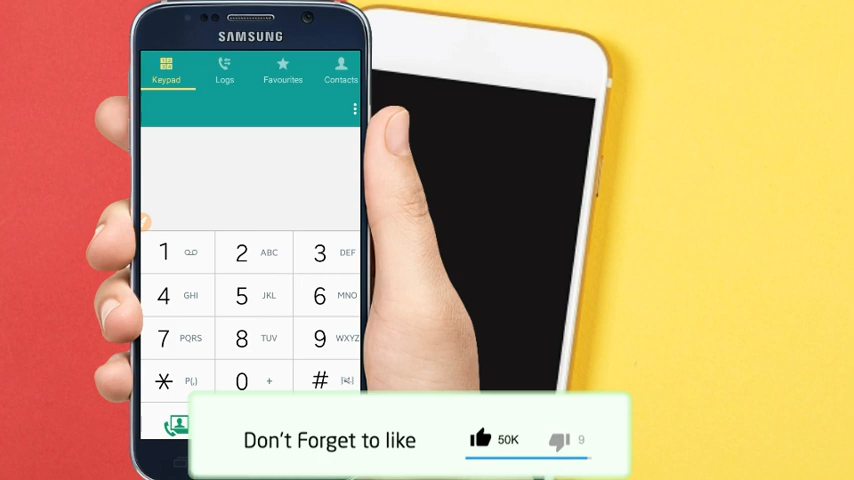 SAMSUNG
Keypad Logs Favourites Contacts
1 2 ABC 3 DEF
4 GHI 5 JKL 6 MNO
7 PQRS 8 TUV 9 WXYZ
* P(,) 0 + #
Don't Forget to like 50K 9